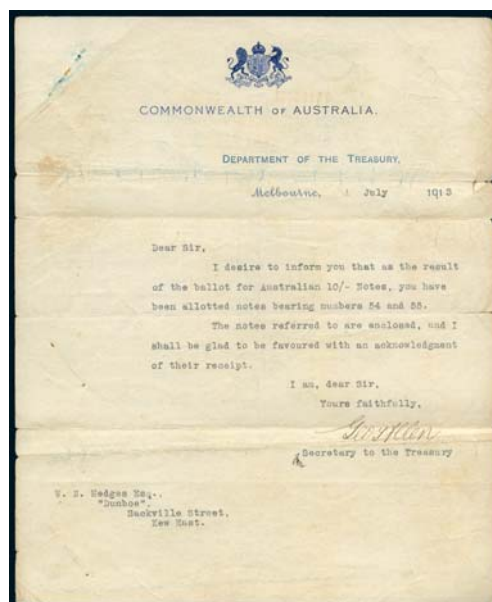 COMMONWEALTH OF AUSTRALIA.
DEPARTMENT OF THE TREASURY,
Melbourne, July 1913
Dear Sir,
I desire to inform you that as the result
of the ballot for Australian 10/- Notes, you have
been allotted notes bearing numbers 54 and 55.
The notes referred to are enclosed, and I
shall be glad to be favoured with an acknowledgment
of their receipt.
I am, dear Sir,
Yours faithfully,
Secretary to the Treasury
Hedges Esq.,
"Dunboe",
Sackville Street,
Kew East.